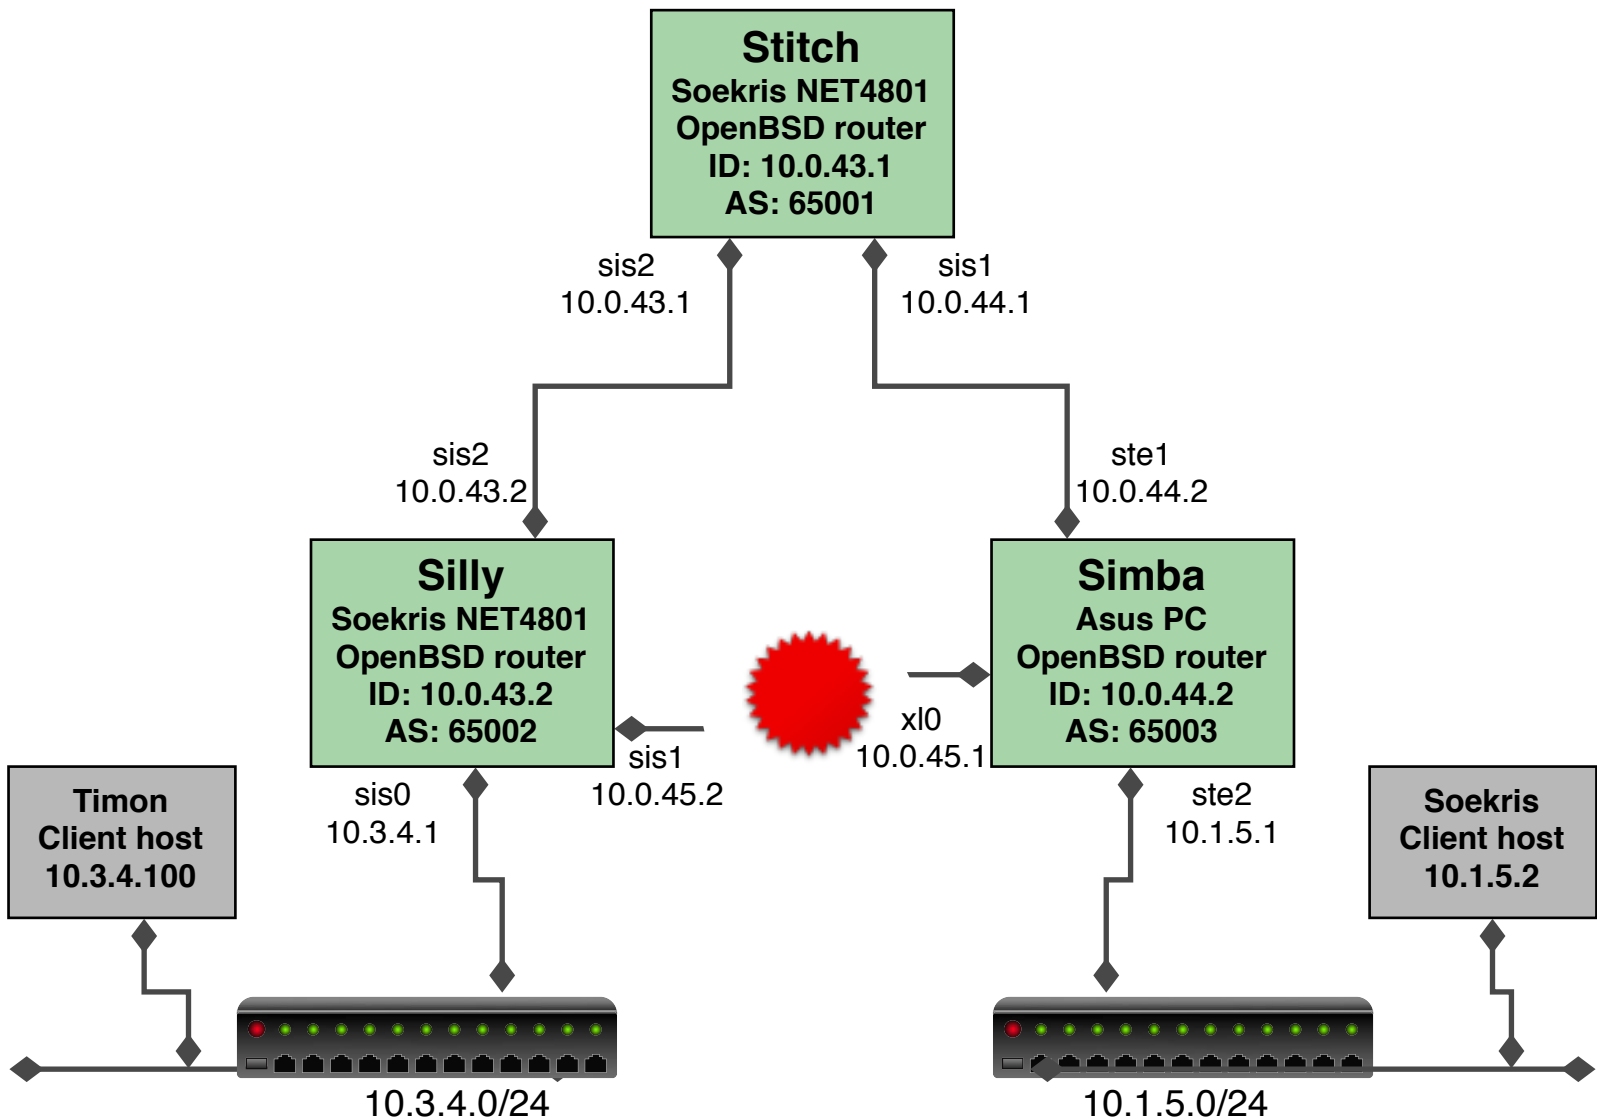 Stitch
Soekris NET4801
OpenBSD router
ID: 10.0.43.1
AS: 65001
sis2
10.0.43.1
sis1
10.0.44.1
sis2
10.0.43.2
ste1
10.0.44.2
Silly
Soekris NET4801
OpenBSD router
ID: 10.0.43.2
AS: 65002
Simba
Asus PC
OpenBSD router
ID: 10.0.44.2
AS: 65003
xl0
10.0.45.1
sis1
10.0.45.2
sis0
10.3.4.1
ste2
10.1.5.1
Timon
Client host
10.3.4.100
Soekris
Client host
10.1.5.2
10.3.4.0/24
10.1.5.0/24